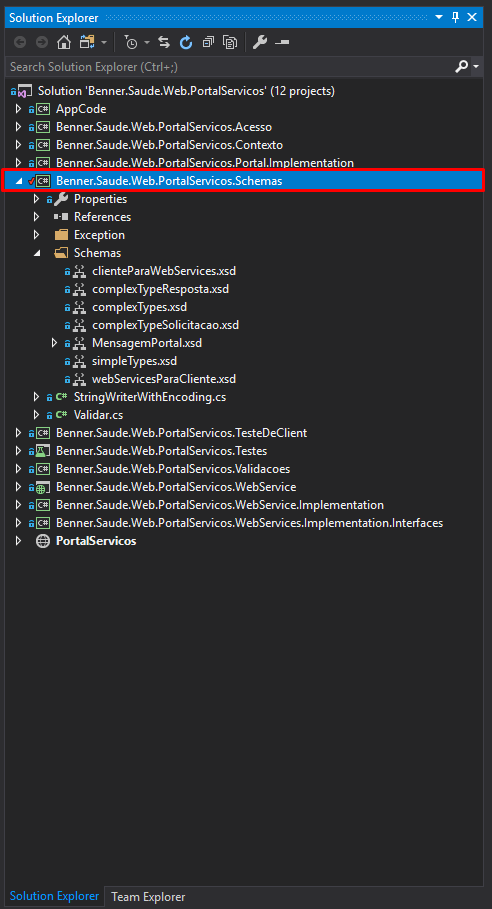 Solution Explorer
Search Solution Explorer (Ctrl+;)
Solution 'Benner.Saude.Web.PortalServicos' (12 projects)
AppCode
Benner.Saude.Web.PortalServicos.Acesso
Benner.Saude.Web.PortalServicos.Contexto
Benner.Saude.Web.PortalServicos.Portal.Implementation
Benner.Saude.Web.PortalServicos.Schemas
Properties
References
Exception
Schemas
clienteParaWebServices.xsd
complexTypeResposta.xsd
complexTypes.xsd
complexTypeSolicitacao.xsd
MensagemPortal.xsd
simpleTypes.xsd
webServicesParaCliente.xsd
StringWriterWithEncoding.cs
Validar.cs
Benner.Saude.Web.PortalServicos.TesteDeClient
Benner.Saude.Web.PortalServicos.Testes
Benner.Saude.Web.PortalServicos.Validacoes
Benner.Saude.Web.PortalServicos.WebService
Benner.Saude.Web.PortalServicos.WebService.Implementation
Benner.Saude.Web.PortalServicos.WebServices.Implementation.Interfaces
PortalServicos
Solution Explorer Team Explorer